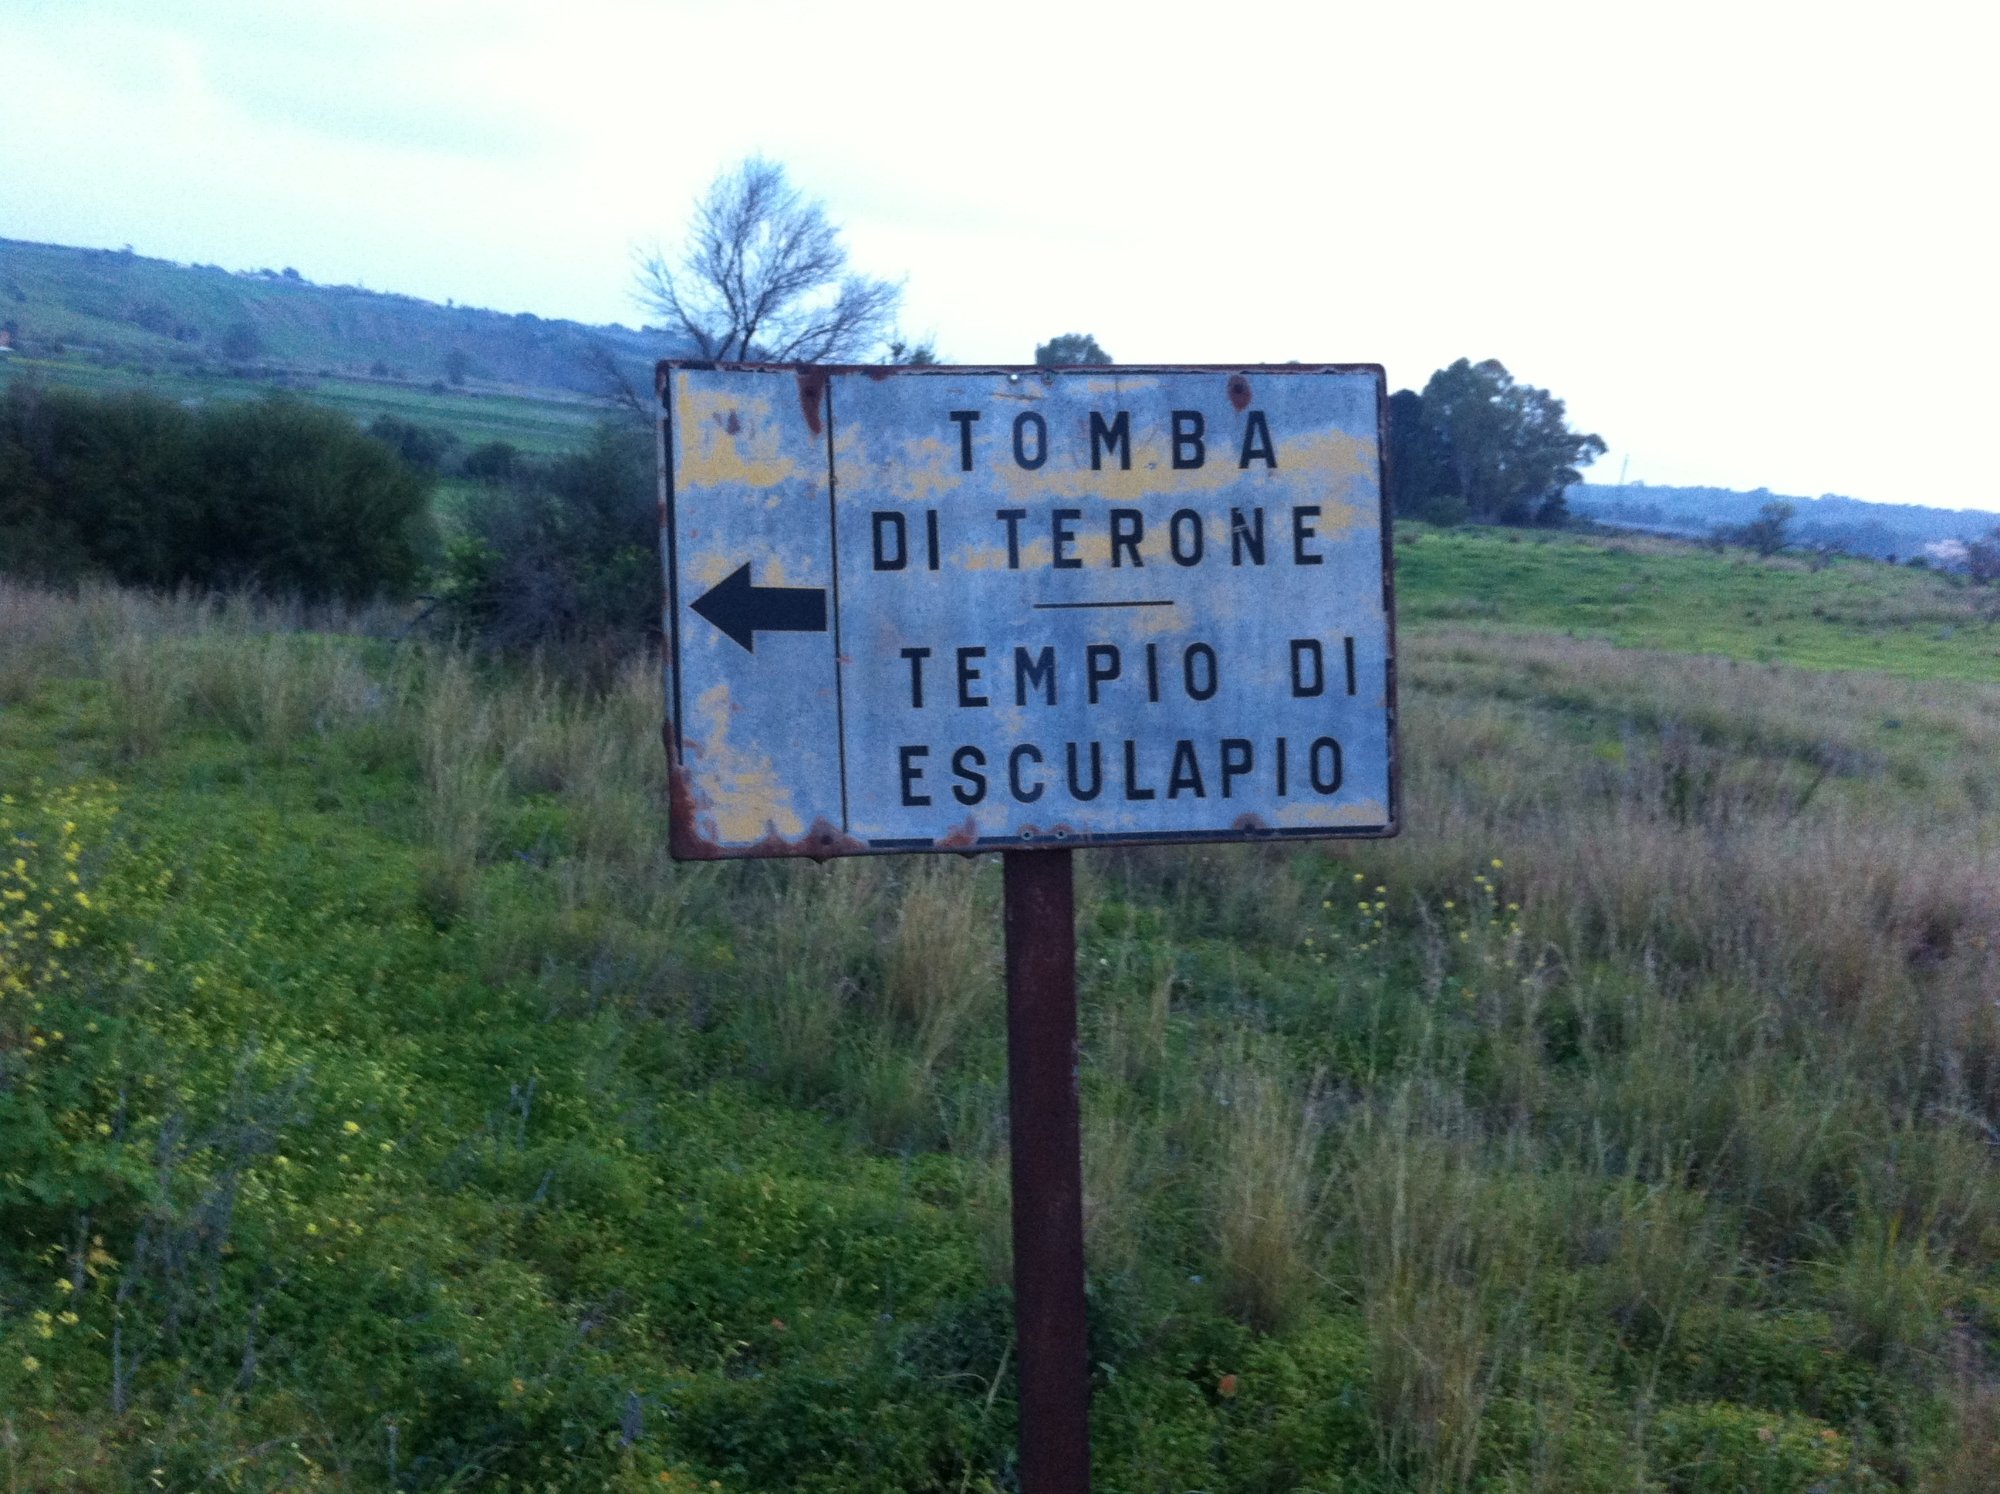 TOMBA
DI TERONE
TEMPIO DI
ESCULAPIO